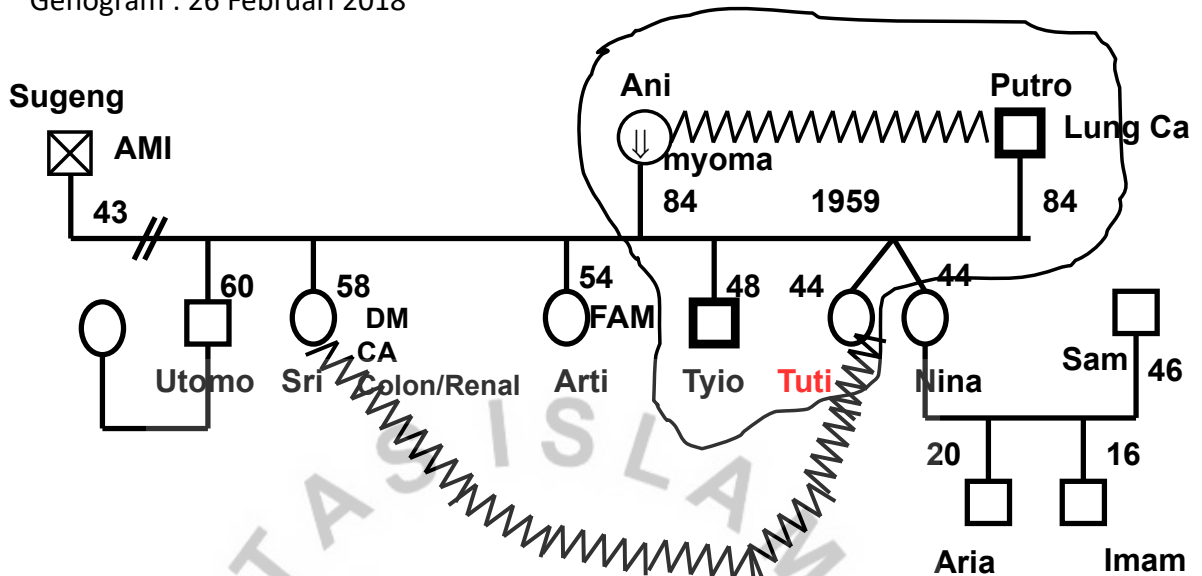 Genogram : 26 Februari 2018
Sugeng
AMI
43
Ani
myoma
84
1959
Putro
Lung Ca
84
60
Utomo
58
DM
CA
Colon/Renal
Sri
54
FAM
Arti
48
Tyio
44
Tuti
44
Nina
Sam
46
20
16
Aria
Imam
TAS ISLAM